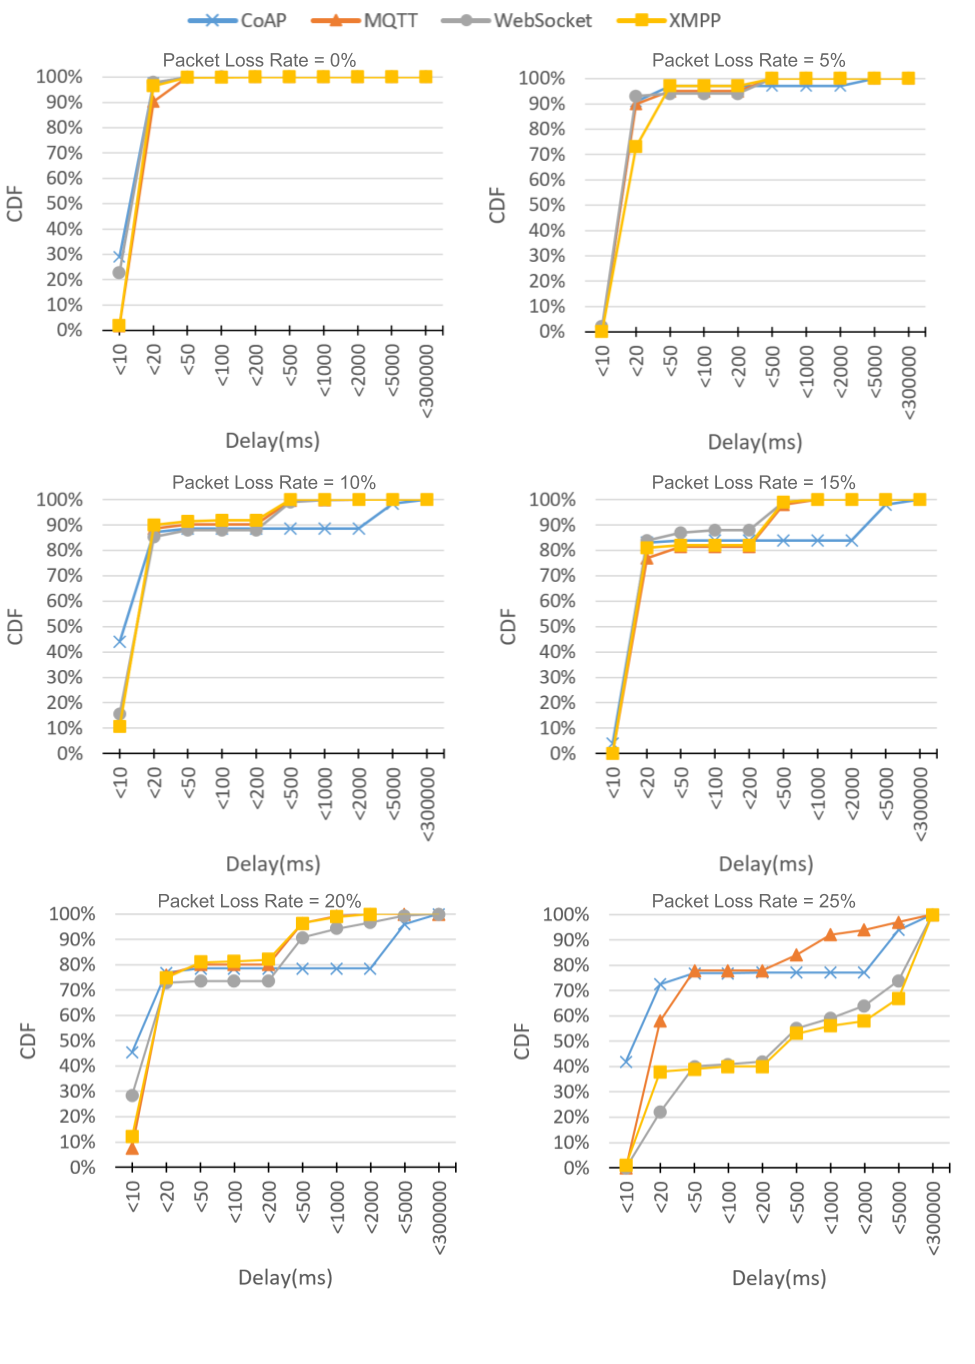 CoAP MQTT WebSocket XMPP
Packet Loss Rate = 0%
100%
90%
80%
70%
60%
50%
40%
30%
20%
10%
0%
CDF
<10 <20 <50 <100 <200 <500 <1000 <2000 <5000 <300000
Delay(ms)
Packet Loss Rate = 5%
100%
90%
80%
70%
60%
50%
40%
30%
20%
10%
0%
CDF
<10 <20 <50 <100 <200 <500 <1000 <2000 <5000 <300000
Delay(ms)
Packet Loss Rate = 10%
100%
90%
80%
70%
60%
50%
40%
30%
20%
10%
0%
CDF
<10 <20 <50 <100 <200 <500 <1000 <2000 <5000 <300000
Delay(ms)
Packet Loss Rate = 15%
100%
90%
80%
70%
60%
50%
40%
30%
20%
10%
0%
CDF
<10 <20 <50 <100 <200 <500 <1000 <2000 <5000 <300000
Delay(ms)
Packet Loss Rate = 20%
100%
90%
80%
70%
60%
50%
40%
30%
20%
10%
0%
CDF
<10 <20 <50 <100 <200 <500 <1000 <2000 <5000 <300000
Delay(ms)
Packet Loss Rate = 25%
100%
90%
80%
70%
60%
50%
40%
30%
20%
10%
0%
CDF
<10 <20 <50 <100 <200 <500 <1000 <2000 <5000 <300000
Delay(ms)